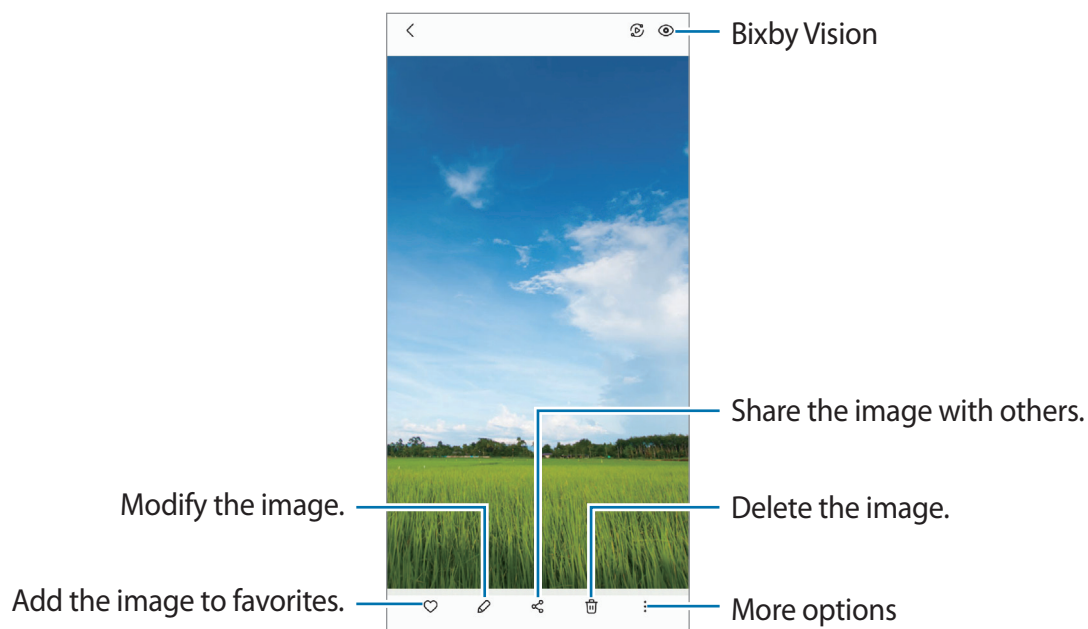 Bixby Vision
Share the image with others.
Modify the image.
Delete the image.
Add the image to favorites.
More options